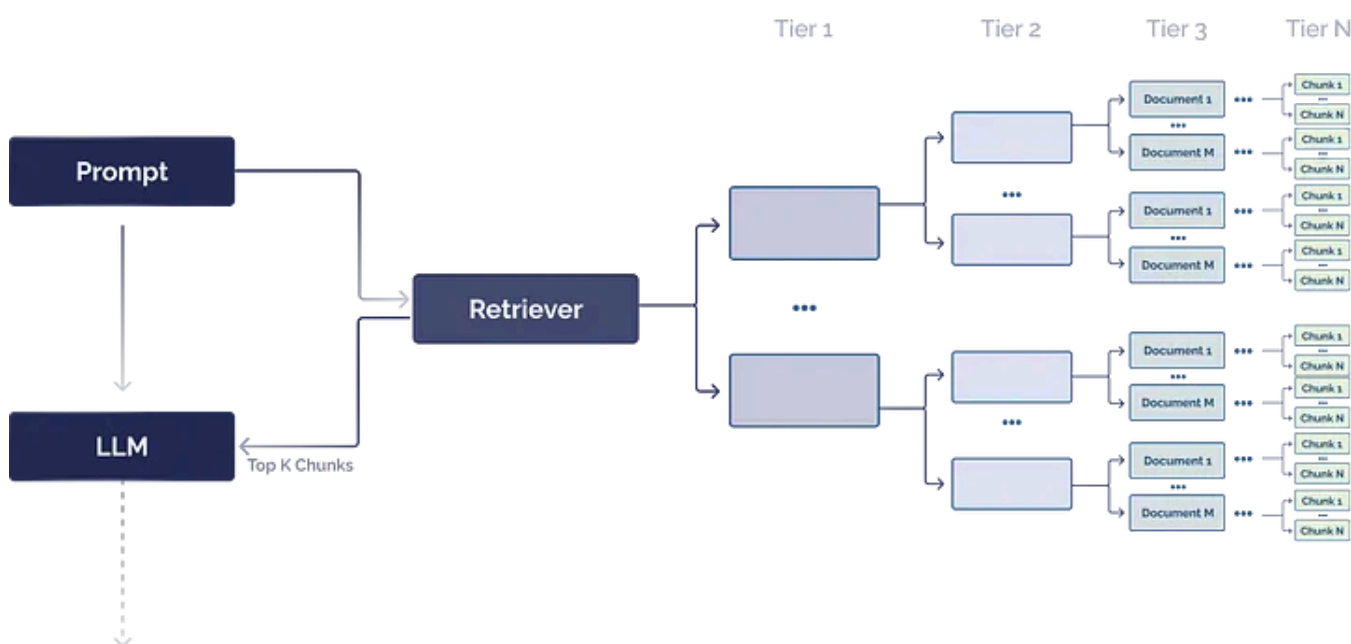 Tier 1
Tier 2
Tier 3
Tier N
Prompt
Retriever
LLM
Top K Chunks
Document 1
...
Document M
...
Document 1
...
Document M
...
...
...
Document 1
...
Document M
...
Document 1
...
Document M
...
Chunk 1
...
Chunk N
Chunk 1
...
Chunk N
Chunk 1
...
Chunk N
Chunk 1
...
Chunk N
Chunk 1
...
Chunk N
Chunk 1
...
Chunk N
Chunk 1
...
Chunk N
Chunk 1
...
Chunk N